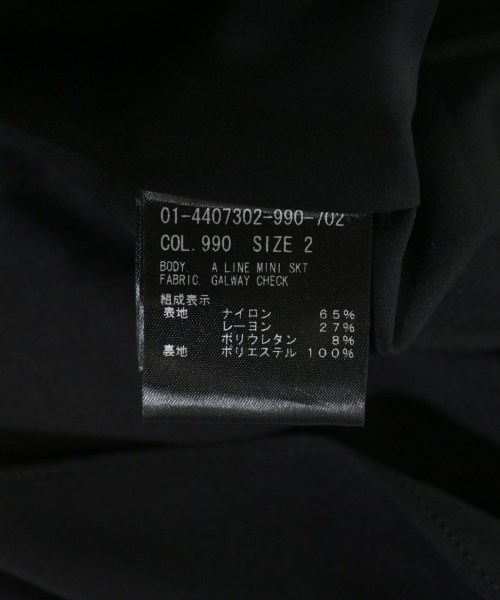 01-4407302-990-702
COL. 990 SIZE 2
BODY. A LINE MINI SKT
FABRIC. GALWAY CHECK
組成表示
表地 ナイロン 65%
レーヨン 27%
ポリウレタン 8%
裏地 ポリエステル 100%